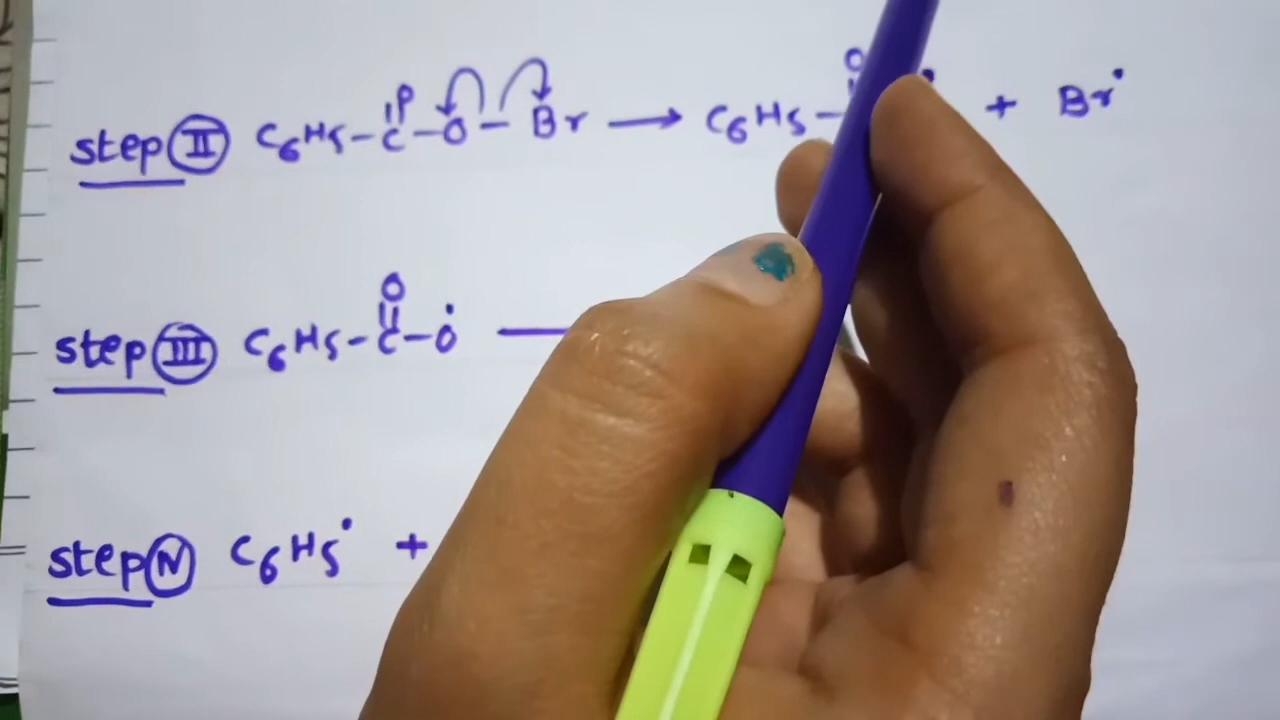 O O
step II C6H5-C-O-Br → C6H5- + Br•
O
step III C6H5-C-O•
step IV C6H5• +